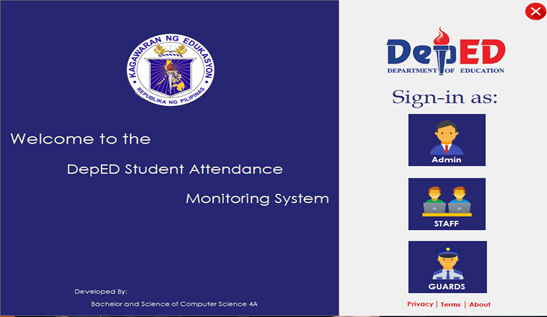 KAGAWARAN NG EDUKASYON
REPUBLIKA NG PILIPINAS
Welcome to the
DepED Student Attendance
Monitoring System
Developed By:
Bachelor and Science of Computer Science 4A
DepED
DEPARTMENT OF EDUCATION
Sign-in as:
Admin
STAFF
GUARDS
Privacy | Terms | About